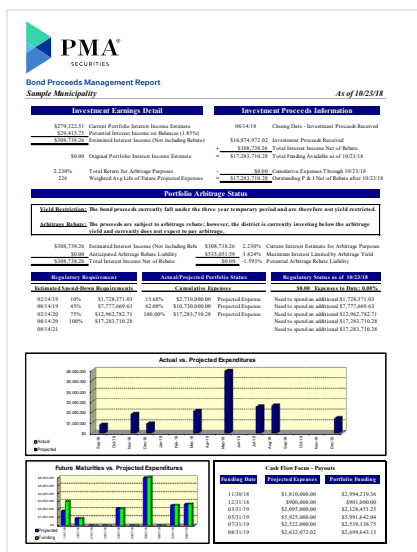 PMA®
SECURITIES
Bond Proceeds Management Report
Sample Municipality As of 10/23/18
Investment Earnings Detail Investment Proceeds Information
$279,322.51 Current Portfolio Interest Income Estimate 08/14/18 Closing Date - Investment Proceeds Received
$29,415.75 Potential Interest Income on Balances (1.85%)
$308,738.26 Estimated Interest Income (Not including Rebate) $16,974,972.02 Investment Proceeds Received
+ $308,738.26 Total Interest Income Net of Rebate
$0.00 Original Portfolio Interest Estimate = $17,283,710.28 Total Funding Available as of 10/23/18
2.230% Total Return for Arbitrage Purposes - $0.00 Cumulative Expenses Through 10/23/18
226 Weighted Avg Life of Future Projected Expenses = $17,283,710.28 Outstanding P & I Net of Rebate after 10/23/18
Portfolio Arbitrage Status
Yield Restriction: The bond proceeds currently fall under the three year temporary period and are therefore not yield restricted.
Arbitrage Rebate: The proceeds are subject to arbitrage rebate; however, the district is currently investing below the arbitrage
yield and currently does not expect to pay arbitrage.
$308,738.26 Estimated Interest Income (Not including Reb $308,738.26 2.230% Current Interest Estimate for Arbitrage Purposes
$0.00 Anticipated Arbitrage Rebate Liability $535,051.59 3.824% Maximum Interest Limited by Arbitrage Yield
$308,738.26 Total Interest Income Net of Rebate $0.00 -1.593% Potential Arbitrage Rebate Liability
Regulatory Requirement Actual/Projected Portfolio Status Regulatory Status as of 10/23/18
Estimated Spend-Down Requirements Cumulative Expenses $0.00 Expenses to Date: 0.00%
02/14/19 10% $1,728,371.03 15.68% $2,710,000.00 Projected Expense Need to spend an additional $1,728,371.03
08/14/19 45% $7,777,669.63 62.08% $10,730,000.00 Projected Expense Need to spend an additional $7,777,669.63
02/14/20 75% $12,962,782.71 100.00% $17,283,710.28 Projected Expense Need to spend an additional $12,962,782.71
08/14/20 100% $17,283,710.28 Need to spend an additional $17,283,710.28
08/14/21 Need to spend an additional $17,283,710.28
Actual vs. Projected Expenditures
$6,000,000
$5,000,000
$4,000,000
$3,000,000
$2,000,000
$1,000,000
$0
Actual
Projected
Future Maturities vs. Projected Expenditures
Projected
Funding
Cash Flow Focus - Payouts
Funding Date Projected Expenses Portfolio Funding
11/30/18 $1,810,000.00 $2,994,219.36
12/31/18 $900,000.00 $901,000.00
03/31/19 $2,095,000.00 $2,128,451.25
05/31/19 $5,925,000.00 $5,991,642.04
07/31/19 $2,522,000.00 $2,539,338.75
08/31/19 $2,632,072.02 $2,699,643.13